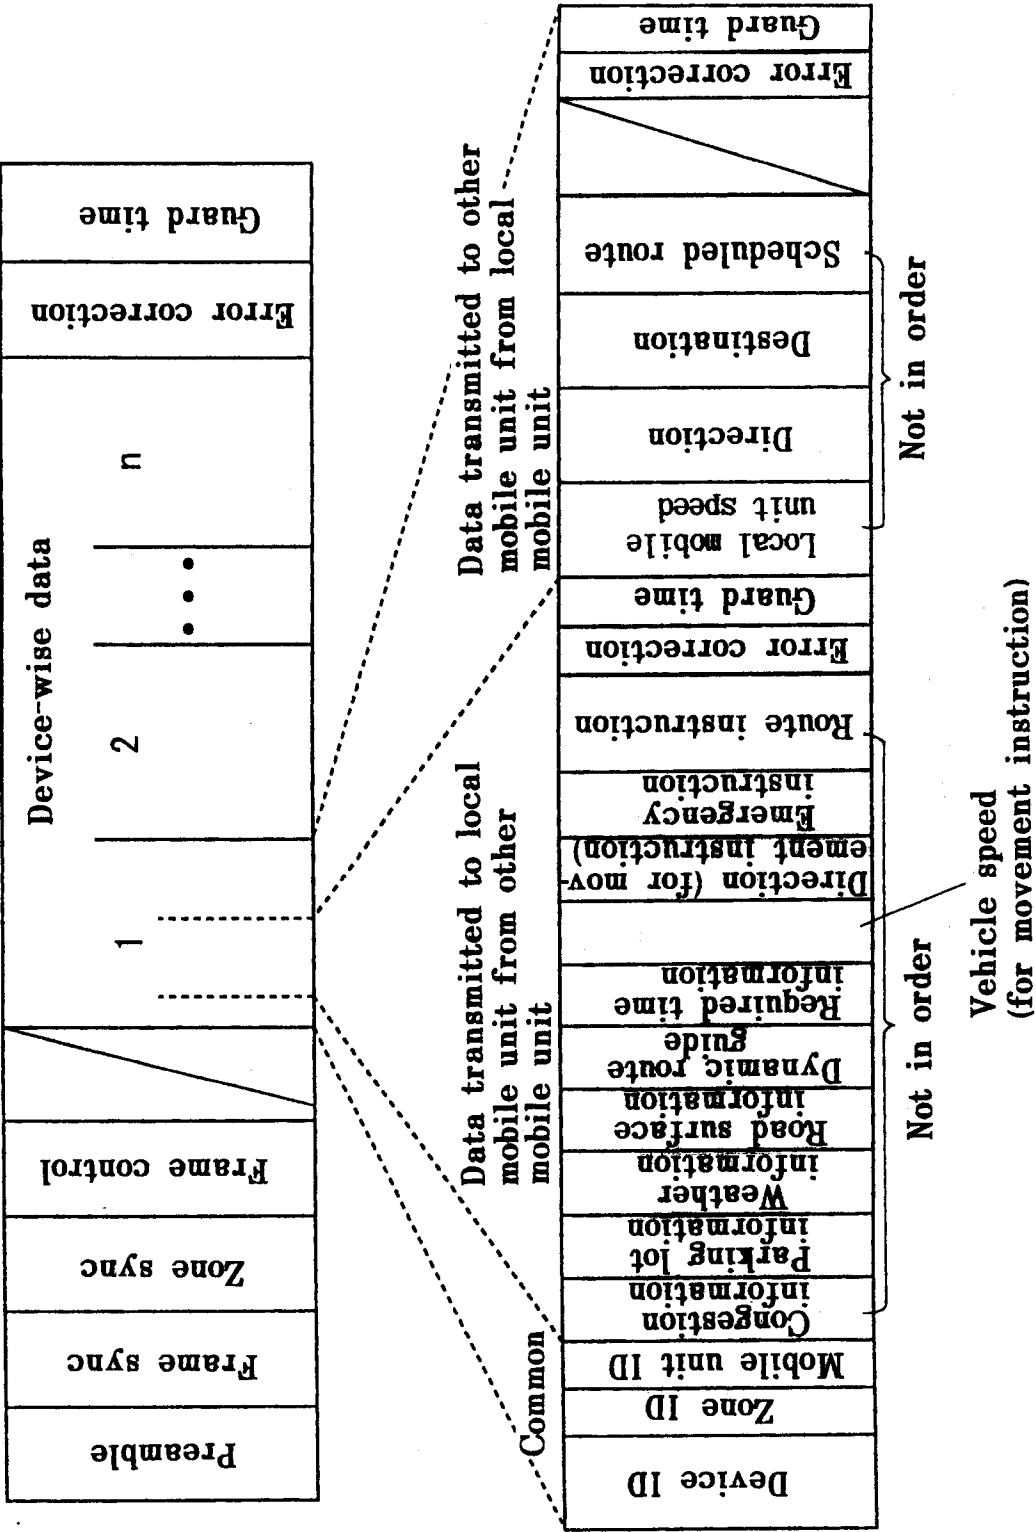 Preamble
Frame sync
Zone sync
Frame control
Device-wise data
1
2
n
Error correction
Guard time
Common
Data transmitted to local
mobile unit from other
mobile unit
Data transmitted to other
mobile unit from local
mobile unit
Device ID
Zone ID
Mobile unit ID
Congestion
information
Parking lot
information
Weather
information
Road surface
information
Dynamic route
guide
Required time
information
Direction (for mov-
ement instruction)
Emergency
instruction
Route instruction
Error correction
Guard time
Local mobile
unit speed
Direction
Destination
Scheduled route
Error correction
Guard time
Not in order
Vehicle speed
(for movement instruction)
Not in order